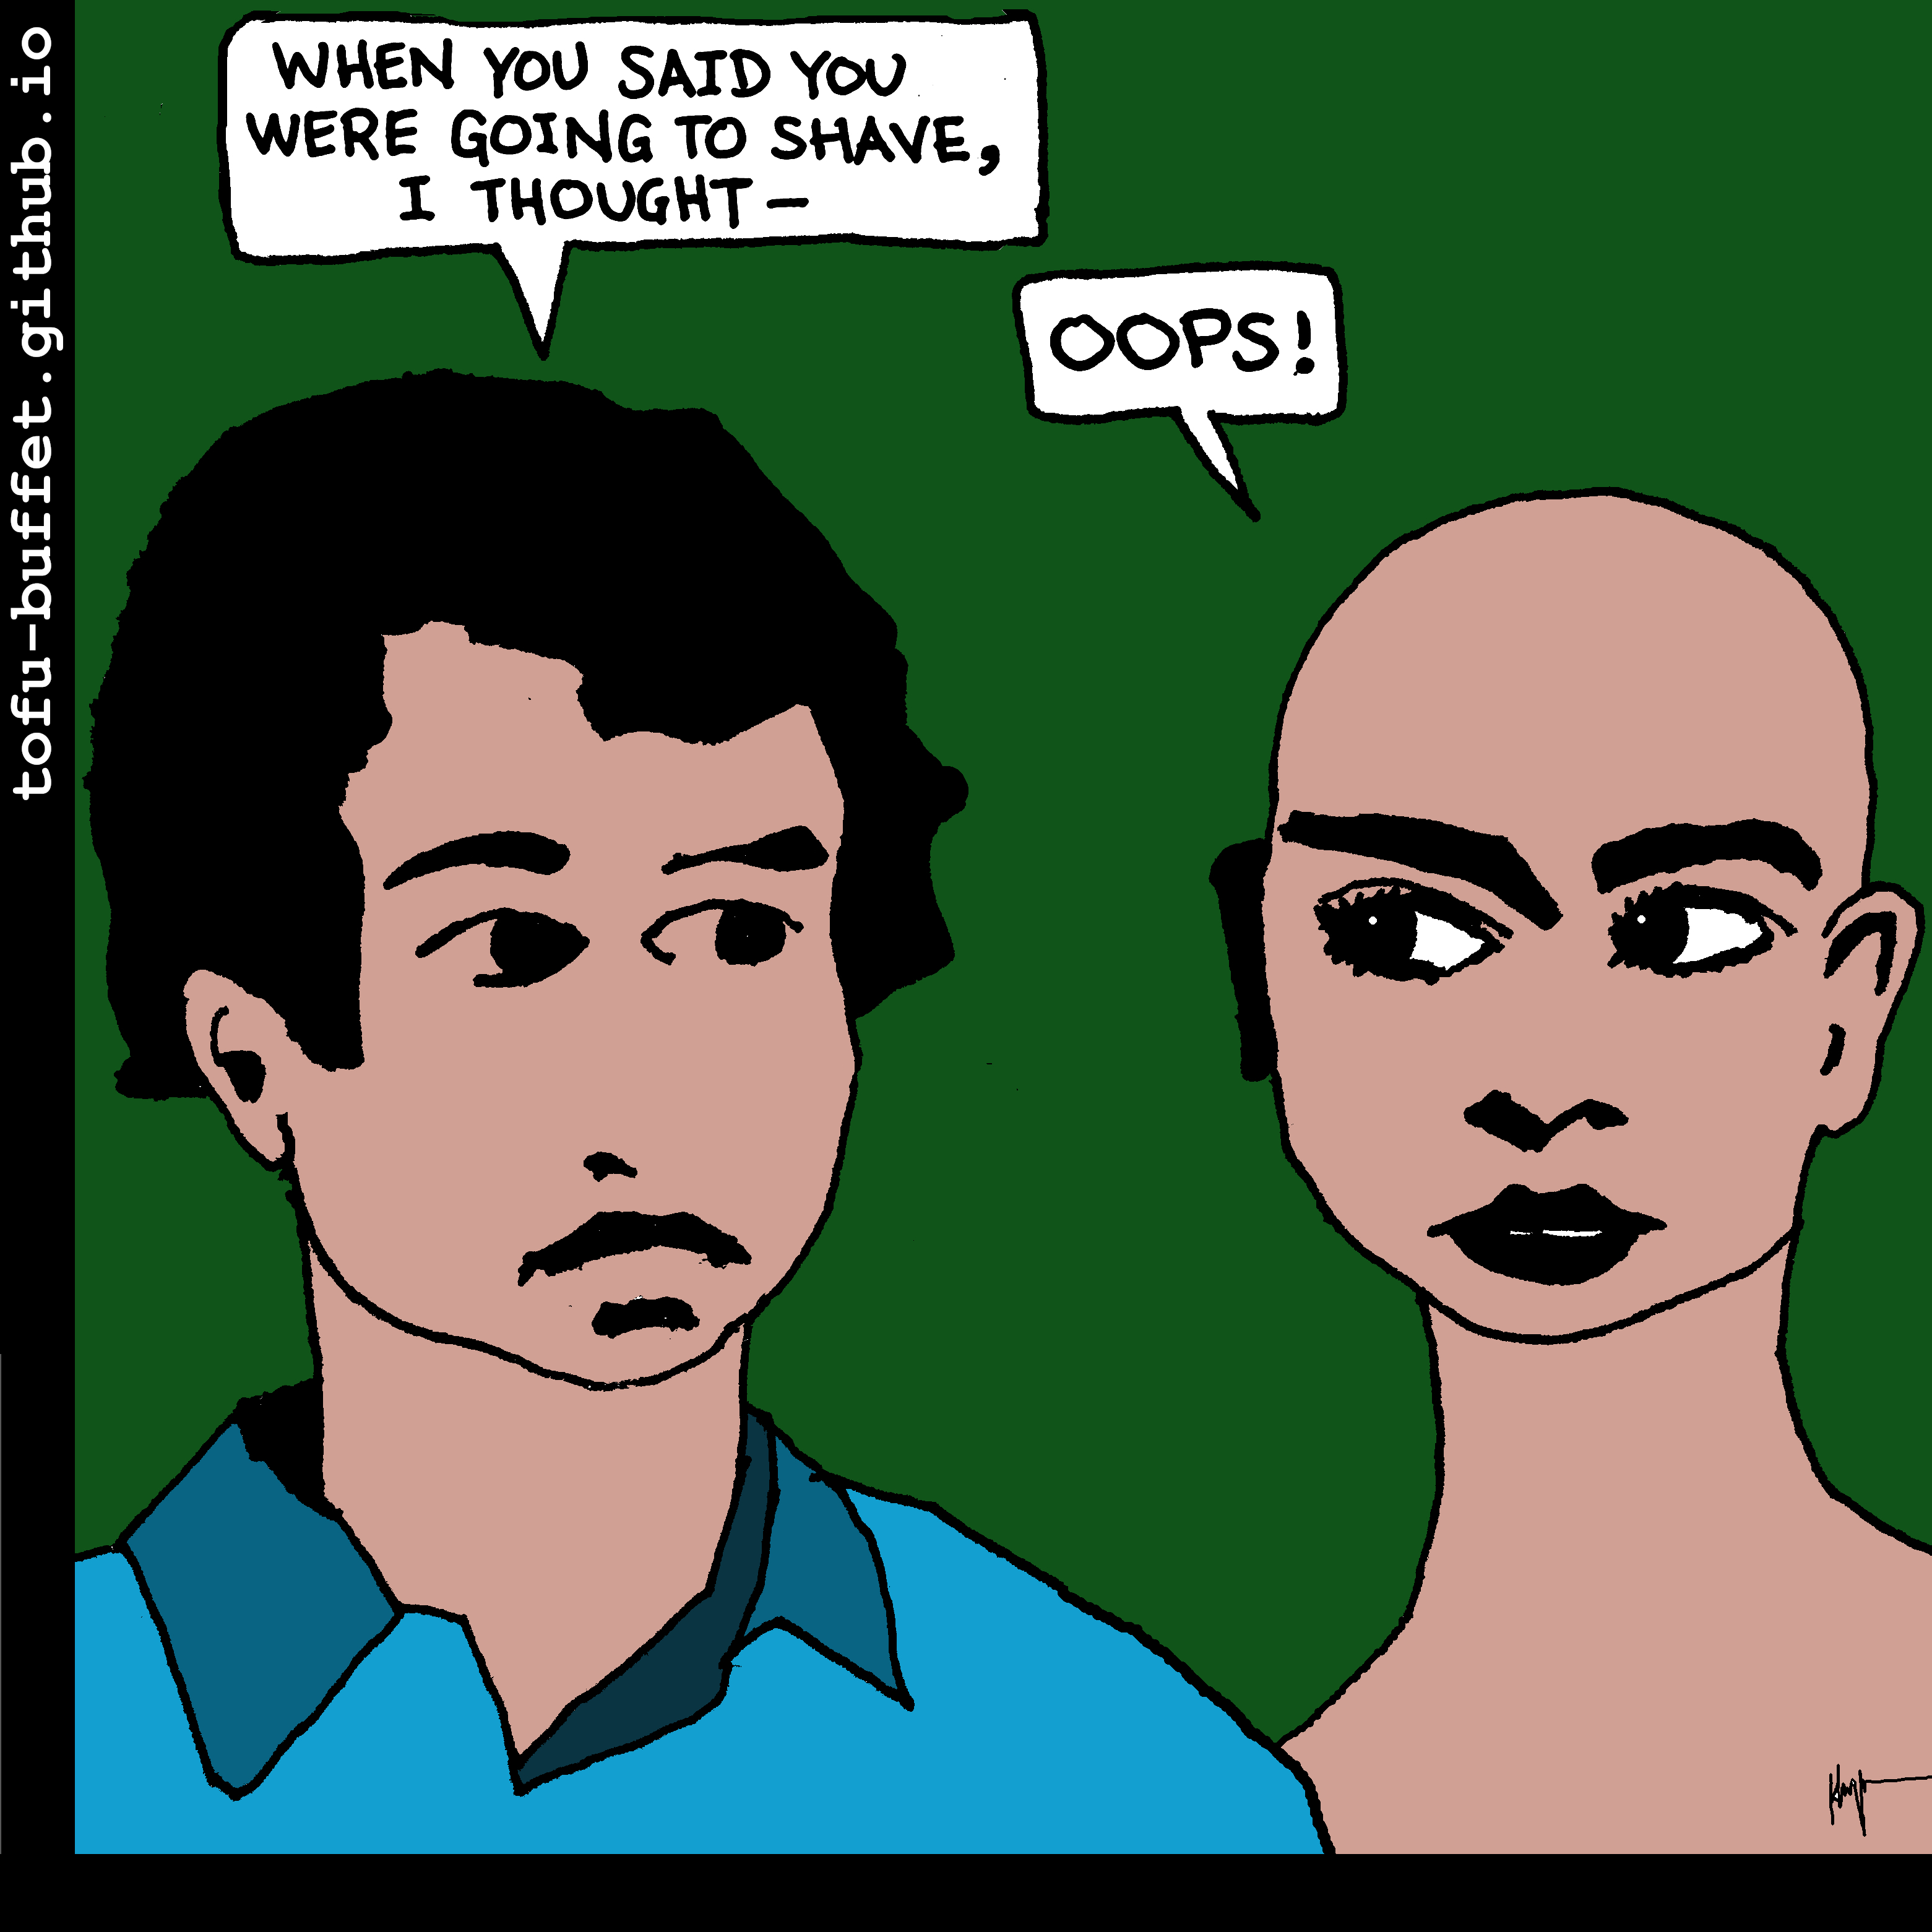 tofu-buffet.github.io
WHEN YOU SAID YOU
WERE GOING TO SHAVE,
I THOUGHT—
OOPS!